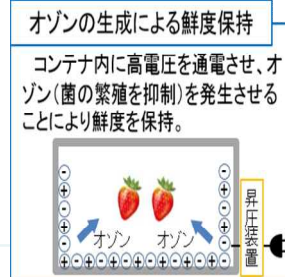 オゾンの生成による鮮度保持
コンテナ内に高電圧を通電させ、オ
ゾン(菌の繁殖を抑制)を発生させる
ことにより鮮度を保持。
オゾン オゾン
昇圧装置